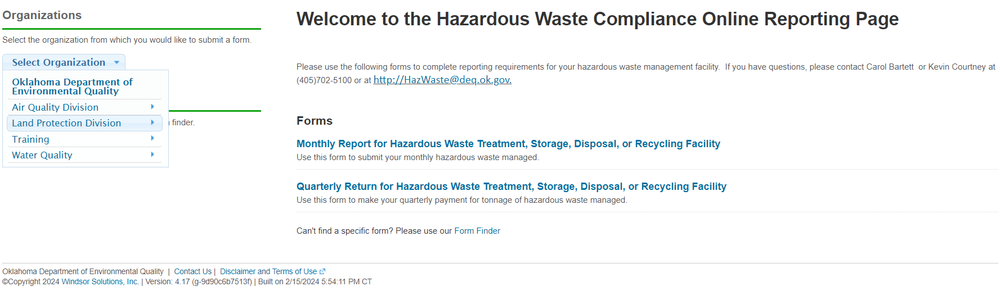 Organizations
Select the organization from which you would like to submit a form.
Select Organization
Oklahoma Department of
Environmental Quality
Air Quality Division
Land Protection Division
Training
Water Quality
finder.
Welcome to the Hazardous Waste Compliance Online Reporting Page
Please use the following forms to complete reporting requirements for your hazardous waste management facility.  If you have questions, please contact Carol Bartett  or Kevin Courtney at
(405)702-5100 or at http://HazWaste@deq.ok.gov.
Forms
Monthly Report for Hazardous Waste Treatment, Storage, Disposal, or Recycling Facility
Use this form to submit your monthly hazardous waste managed.
Quarterly Return for Hazardous Waste Treatment, Storage, Disposal, or Recycling Facility
Use this form to make your quarterly payment for tonnage of hazardous waste managed.
Can't find a specific form? Please use our Form Finder
Oklahoma Department of Environmental Quality | Contact Us | Disclaimer and Terms of Use
©Copyright 2024 Windsor Solutions, Inc. | Version: 4.17 (g-9d90c6b7513f) | Built on 2/15/2024 5:54:11 PM CT